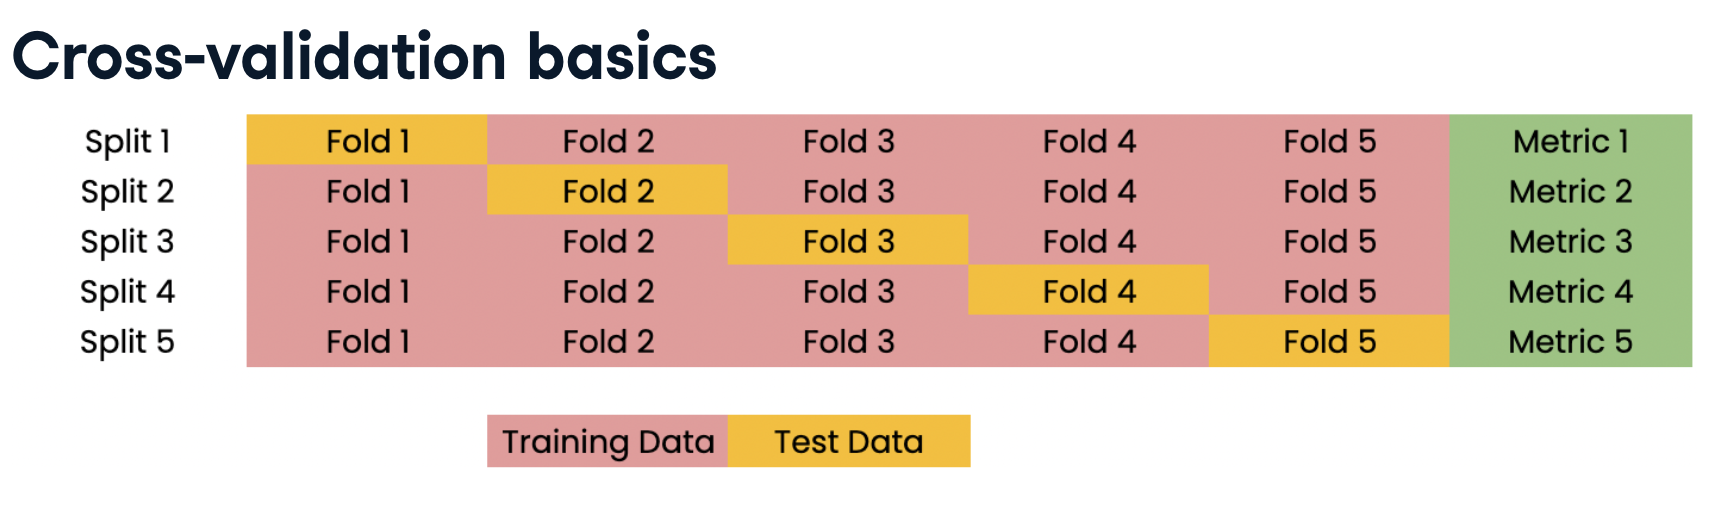 Cross-validation basics
Split 1 Fold 1 Fold 2 Fold 3 Fold 4 Fold 5 Metric 1
Split 2 Fold 1 Fold 2 Fold 3 Fold 4 Fold 5 Metric 2
Split 3 Fold 1 Fold 2 Fold 3 Fold 4 Fold 5 Metric 3
Split 4 Fold 1 Fold 2 Fold 3 Fold 4 Fold 5 Metric 4
Split 5 Fold 1 Fold 2 Fold 3 Fold 4 Fold 5 Metric 5
Training Data Test Data